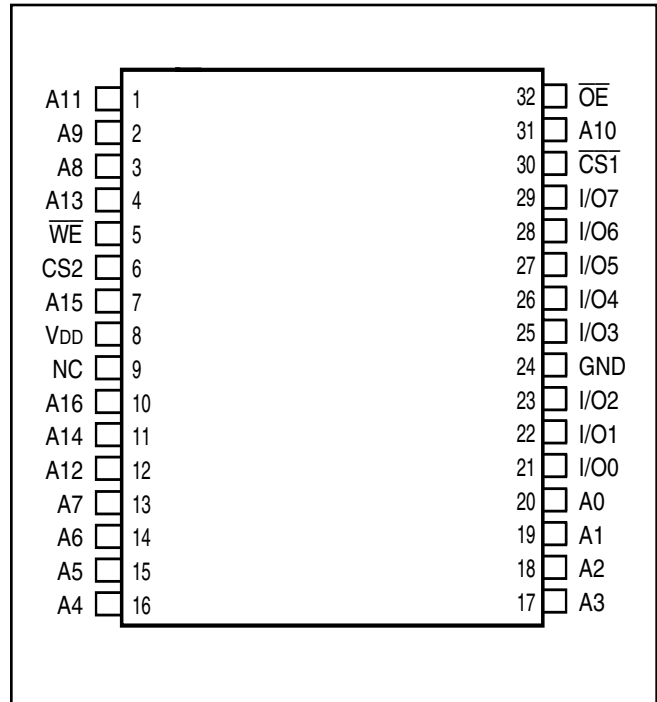 A11 1 32 O̅E̅
A9 2 31 A10
A8 3 30 C̅S̅1̅
A13 4 29 I/O7
W̅E̅ 5 28 I/O6
CS2 6 27 I/O5
A15 7 26 I/O4
VDD 8 25 I/O3
NC 9 24 GND
A16 10 23 I/O2
A14 11 22 I/O1
A12 12 21 I/O0
A7 13 20 A0
A6 14 19 A1
A5 15 18 A2
A4 16 17 A3